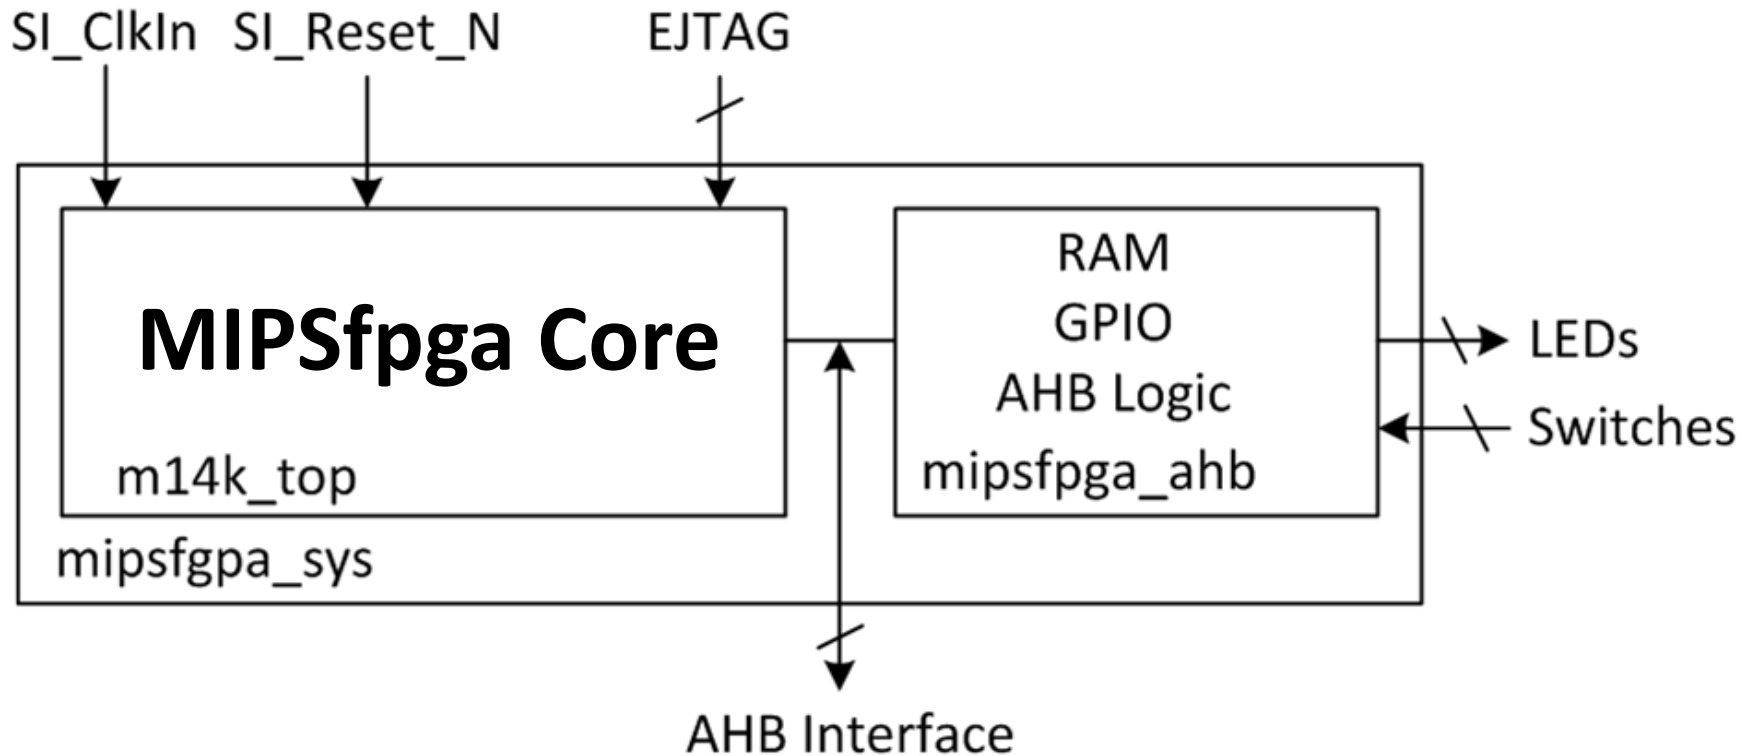 SI_ClkIn SI_Reset_N EJTAG
MIPSfpga Core
m14k_top
mipsfgpa_sys
RAM
GPIO
AHB Logic
mipsfpga_ahb
LEDs
Switches
AHB Interface